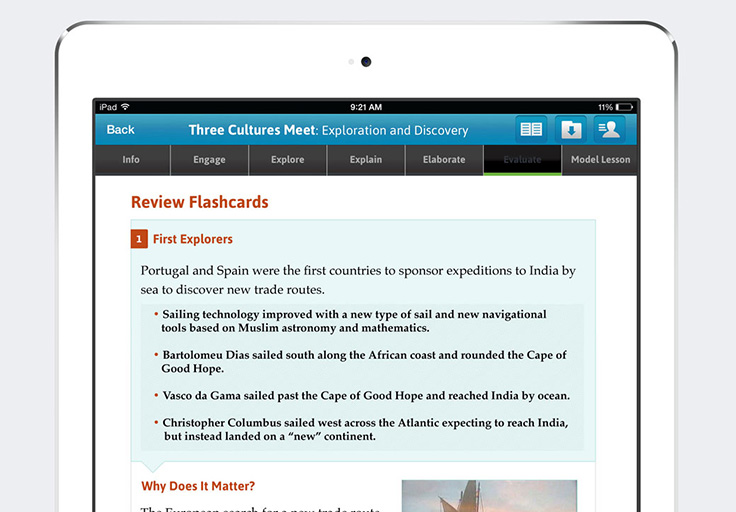 iPad 9:21 AM 11%
Back Three Cultures Meet: Exploration and Discovery
Info Engage Explore Explain Elaborate Evaluate Model Lesson
Review Flashcards
1 First Explorers
Portugal and Spain were the first countries to sponsor expeditions to India by
sea to discover new trade routes.
• Sailing technology improved with a new type of sail and new navigational
tools based on Muslim astronomy and mathematics.
• Bartolomeu Dias sailed south along the African coast and rounded the Cape of
Good Hope.
• Vasco da Gama sailed past the Cape of Good Hope and reached India by ocean.
• Christopher Columbus sailed west across the Atlantic expecting to reach India,
but instead landed on a “new” continent.
Why Does It Matter?
The European search for a new trade route